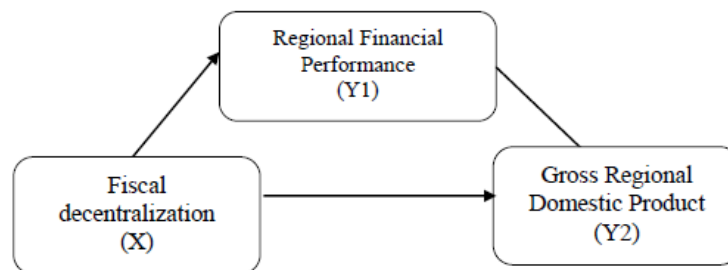 Regional Financial
Performance
(Y1)
Fiscal
decentralization
(X)
Gross Regional
Domestic Product
(Y2)